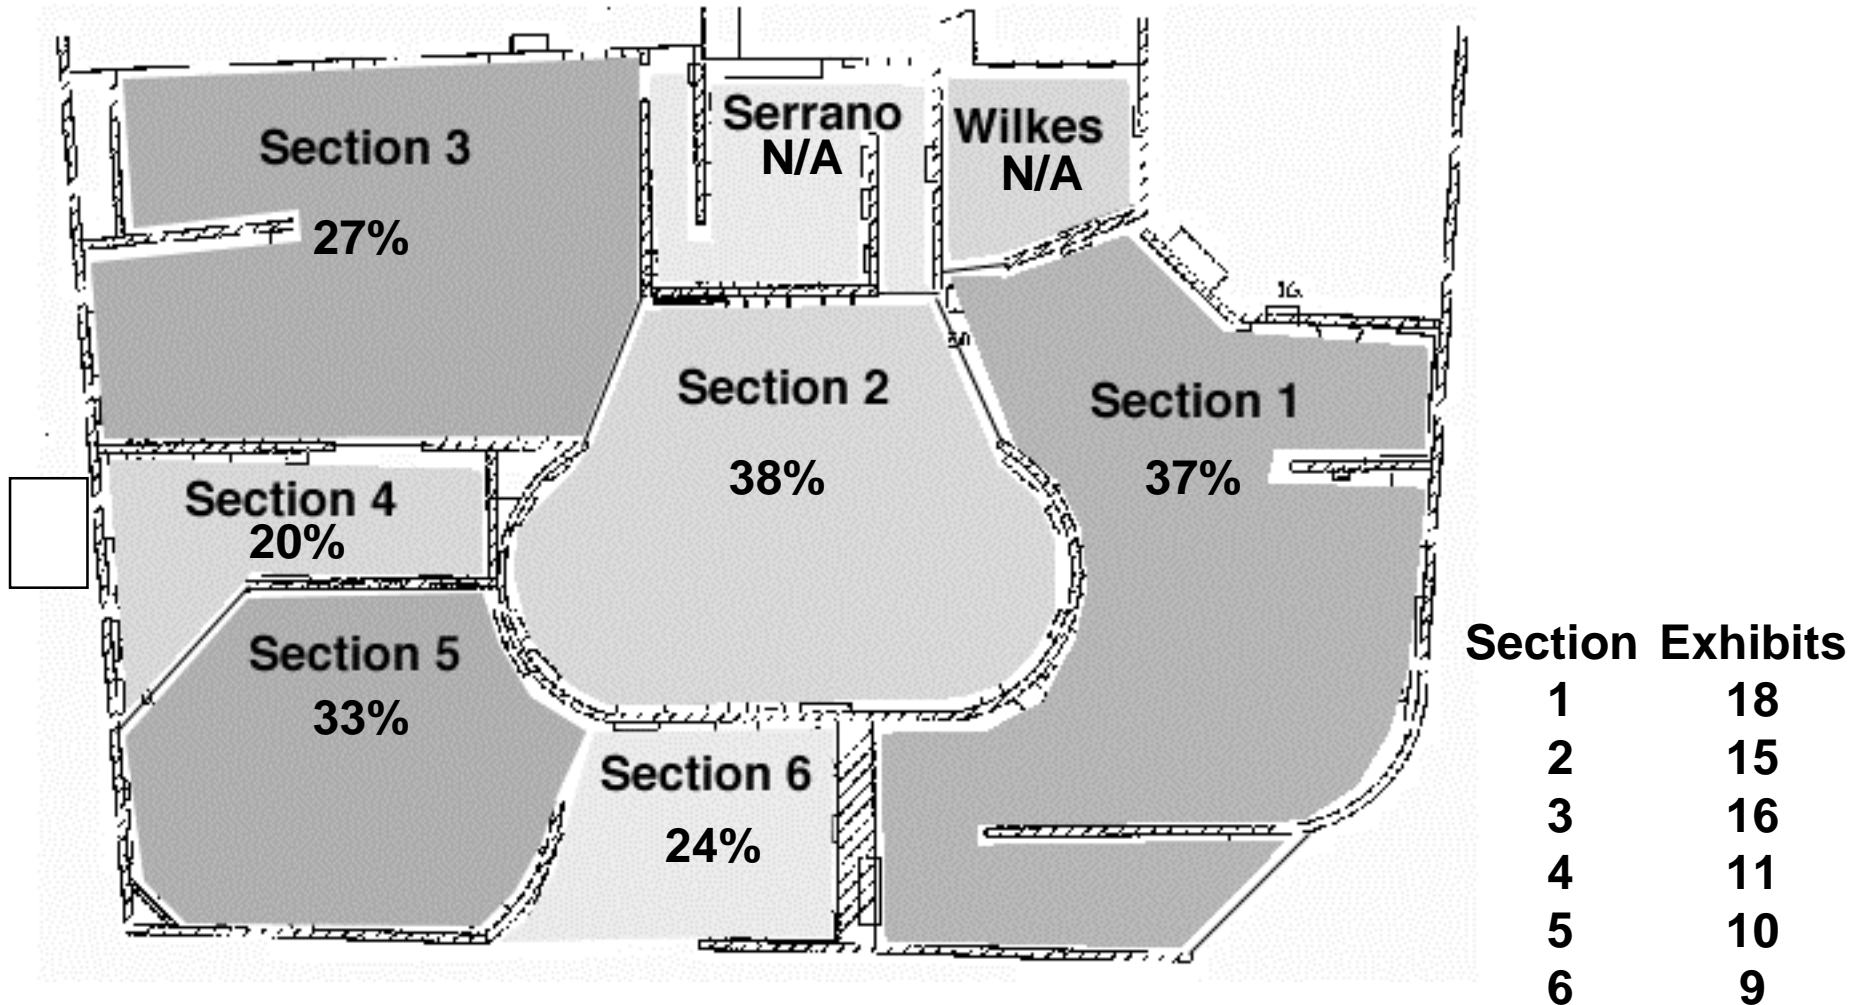 Section 3
27%
Serrano
N/A
Wilkes
N/A
Section 2
38%
Section 1
37%
Section 4
20%
Section 5
33%
Section 6
24%
Section Exhibits
1 18
2 15
3 16
4 11
5 10
6 9